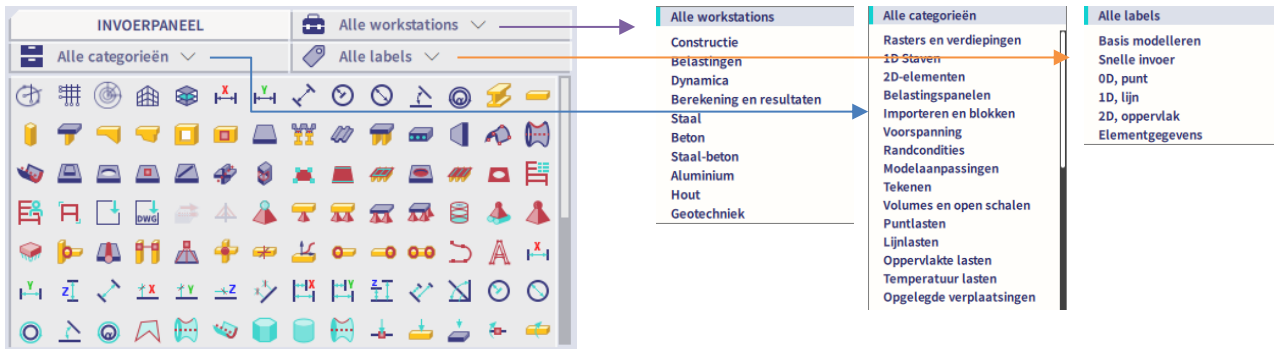 INVOERPANEEL
Alle workstations
Alle categorieën
Alle labels
X
Y
DWG
X
Y
Z
X
Y
Z
X
Y
Z
Alle workstations
Constructie
Belastingen
Dynamica
Berekening en resultaten
Staal
Beton
Staal-beton
Aluminium
Hout
Geotechniek
Alle categorieën
Rasters en verdiepingen
1D Staven
2D-elementen
Belastingspanelen
Importeren en blokken
Voorspanning
Randcondities
Modelaanpassingen
Tekenen
Volumes en open schalen
Puntlasten
Lijnlasten
Oppervlakte lasten
Temperatuur lasten
Opgelegde verplaatsingen
Alle labels
Basis modelleren
Snelle invoer
0D, punt
1D, lijn
2D, oppervlak
Elementgegevens